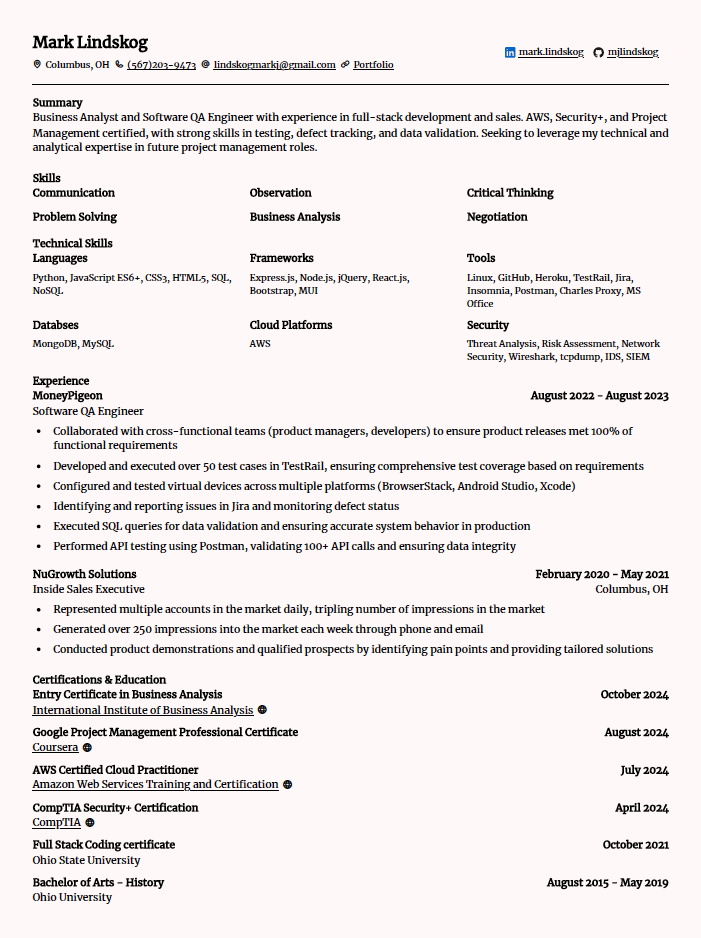 Mark Lindskog
Columbus, OH (567)203-9473 lindskogmarkj@gmail.com Portfolio
mark.lindskog mjlindskog
Summary
Business Analyst and Software QA Engineer with experience in full-stack development and sales. AWS, Security+, and Project
Management certified, with strong skills in testing, defect tracking, and data validation. Seeking to leverage my technical and
analytical expertise in future project management roles.
Skills
Communication Observation Critical Thinking
Problem Solving Business Analysis Negotiation
Technical Skills
Languages Frameworks Tools
Python, JavaScript ES6+, CSS3, HTML5, SQL, Express.js, Node.js, jQuery, React.js, Linux, GitHub, Heroku, TestRail, Jira,
NoSQL Bootstrap, MUI Insomnia, Postman, Charles Proxy, MS
Office
Databses Cloud Platforms Security
MongoDB, MySQL AWS Threat Analysis, Risk Assessment, Network
Security, Wireshark, tcpdump, IDS, SIEM
Experience
MoneyPigeon August 2022 - August 2023
Software QA Engineer
• Collaborated with cross-functional teams (product managers, developers) to ensure product releases met 100% of
functional requirements
• Developed and executed over 50 test cases in TestRail, ensuring comprehensive test coverage based on requirements
• Configured and tested virtual devices across multiple platforms (BrowserStack, Android Studio, Xcode)
• Identifying and reporting issues in Jira and monitoring defect status
• Executed SQL queries for data validation and ensuring accurate system behavior in production
• Performed API testing using Postman, validating 100+ API calls and ensuring data integrity
NuGrowth Solutions February 2020 - May 2021
Inside Sales Executive Columbus, OH
• Represented multiple accounts in the market daily, tripling number of impressions in the market
• Generated over 250 impressions into the market each week through phone and email
• Conducted product demonstrations and qualified prospects by identifying pain points and providing tailored solutions
Certifications & Education
Entry Certificate in Business Analysis October 2024
International Institute of Business Analysis
Google Project Management Professional Certificate August 2024
Coursera
AWS Certified Cloud Practitioner July 2024
Amazon Web Services Training and Certification
CompTIA Security+ Certification April 2024
CompTIA
Full Stack Coding certificate October 2021
Ohio State University
Bachelor of Arts - History August 2015 - May 2019
Ohio University